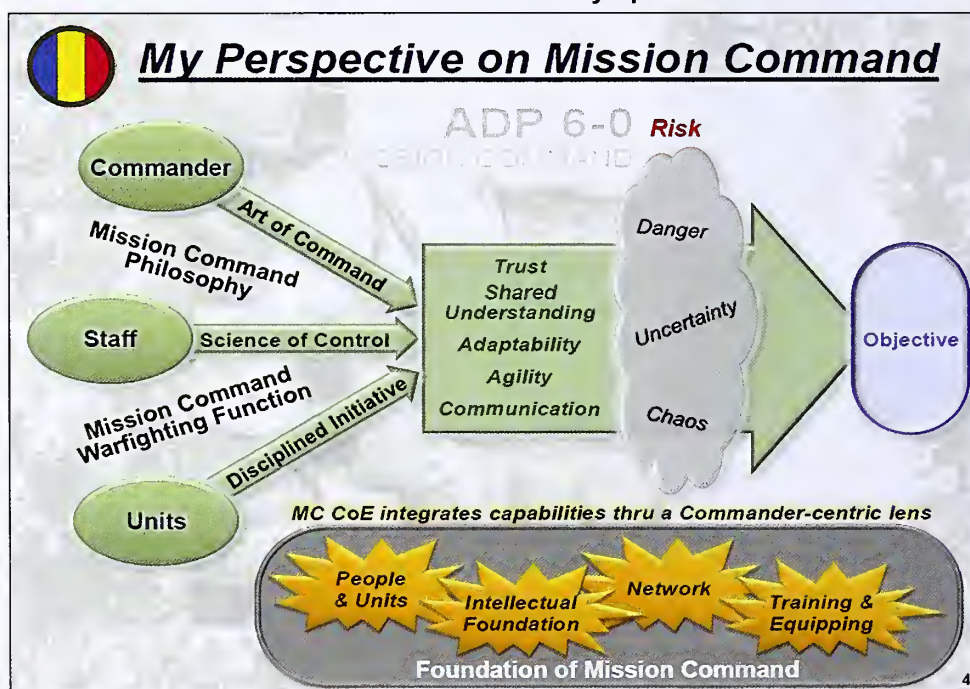 My Perspective on Mission Command
ADP 6-0
Risk
Commander
Art of Command
Mission Command
Philosophy
Staff
Science of Control
Mission Command
Warfighting Function
Disciplined Initiative
Units
Trust
Shared
Understanding
Adaptability
Agility
Communication
Danger
Uncertainty
Chaos
Objective
MC CoE integrates capabilities thru a Commander-centric lens
People
& Units
Intellectual
Foundation
Network
Training &
Equipping
Foundation of Mission Command
4